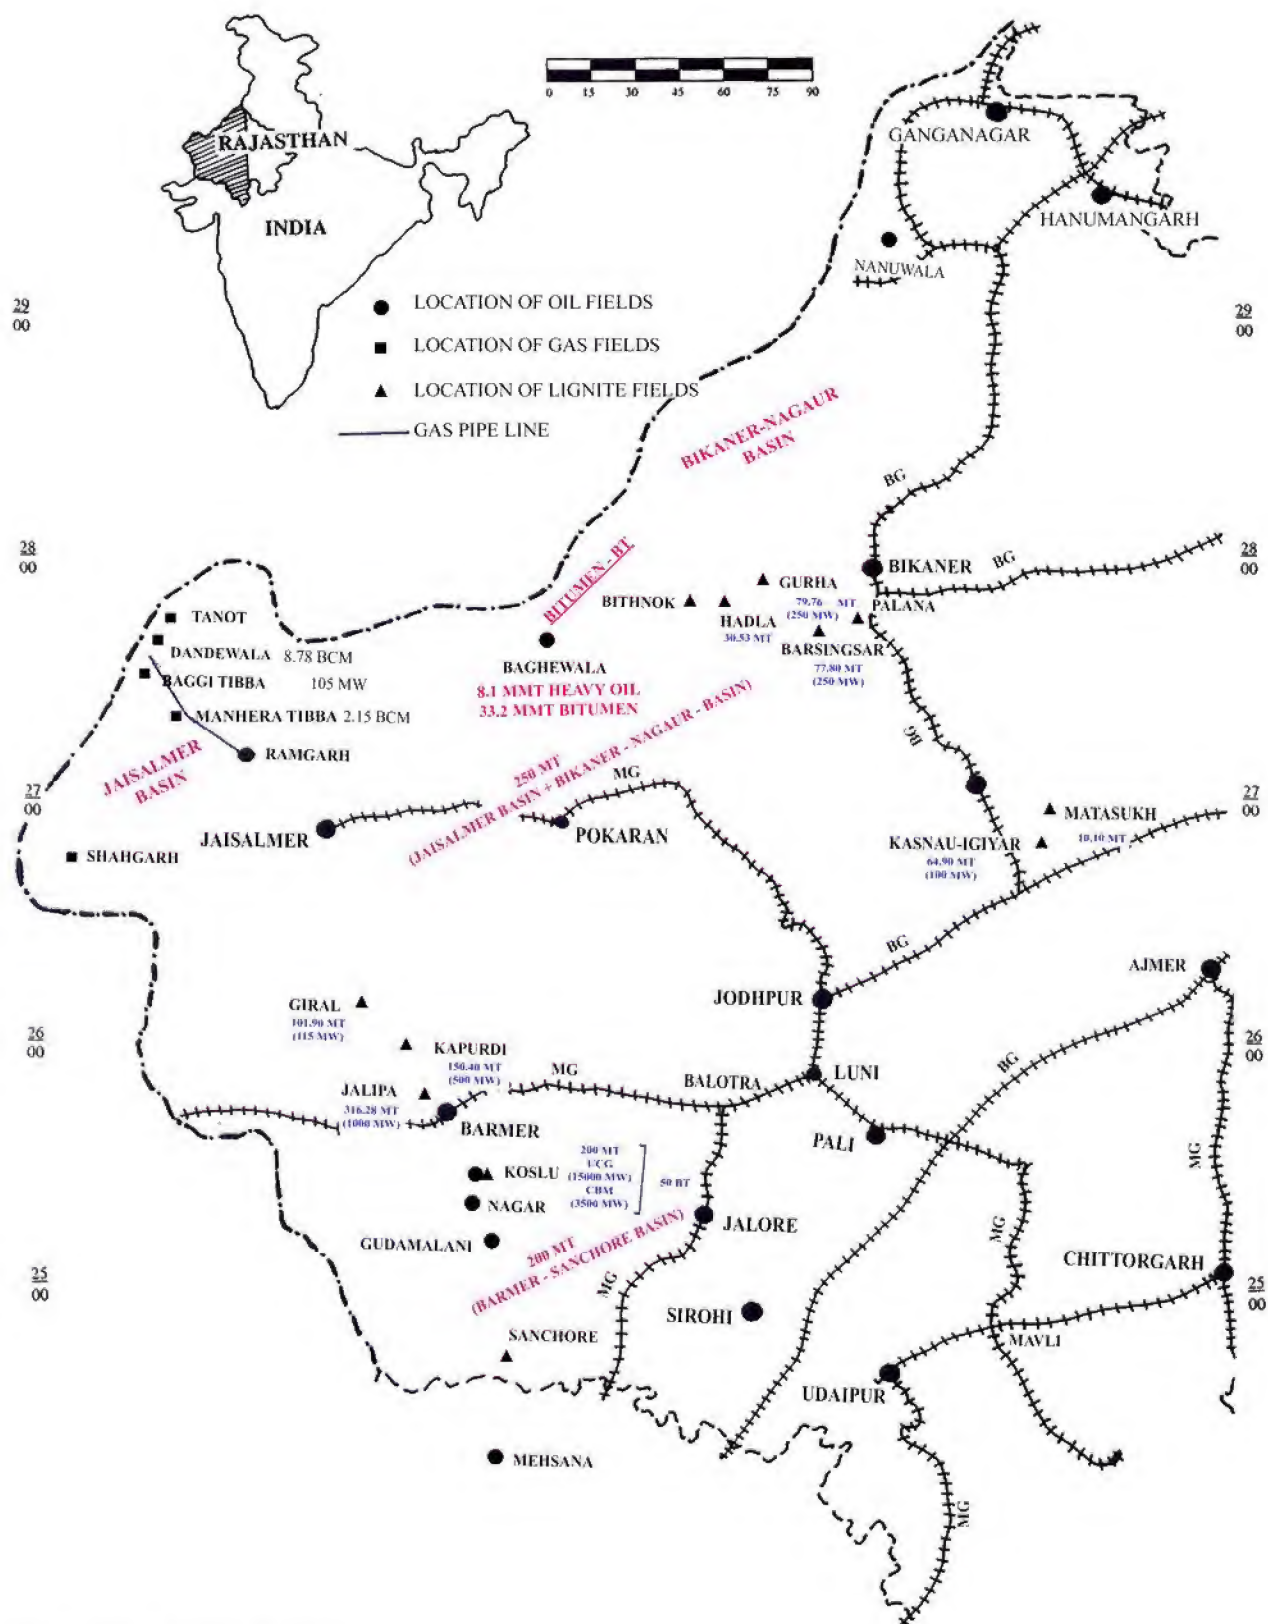 0 15 30 45 60 75 90
RAJASTHAN
INDIA
GANGANAGAR
HANUMANGARH
NANUWALA
LOCATION OF OIL FIELDS
LOCATION OF GAS FIELDS
LOCATION OF LIGNITE FIELDS
GAS PIPE LINE
29
00
29
00
BIKANER-NAGAUR
BASIN
BG
28
00
28
00
BITUMEN - BT
BIKANER
BG
TANOT
DANDEWALA 8.78 BCM
BAGGI TIBBA 105 MW
MANHERA TIBBA 2.15 BCM
RAMGARH
JAISALMER
BASIN
BAGHEWALA
8.1 MMT HEAVY OIL
33.2 MMT BITUMEN
BITHNOK
HADLA
30.53 MT
GURHA
79.76 MT
(250 MW)
PALANA
BARSINGSAR
77.80 MT
(250 MW)
BG
250 MT
(JAISALMER BASIN + BIKANER - NAGAUR - BASIN)
MG
27
00
27
00
JAISALMER
POKARAN
SHAHGARH
MATASUKH
10.10 MT
KASNAU-IGIYAR
64.90 MT
(100 MW)
BG
AJMER
JODHPUR
GIRAL
101.90 MT
(115 MW)
26
00
26
00
KAPURDI
150.40 MT
(500 MW)
MG
BALOTRA
LUNI
BG
JALIPA
316.28 MT
(1000 MW)
BARMER
PALI
MG
KOSLU
200 MT
UCG
(15000 MW)
CBM
(3500 MW)
50 BT
NAGAR
GUDAMALANI
JALORE
200 MT
(BARMER - SANCHORE BASIN)
MG
MG
CHITTORGARH
25
00
25
00
SIROHI
SANCHORE
MAVLI
UDAIPUR
MEHSANA
MG